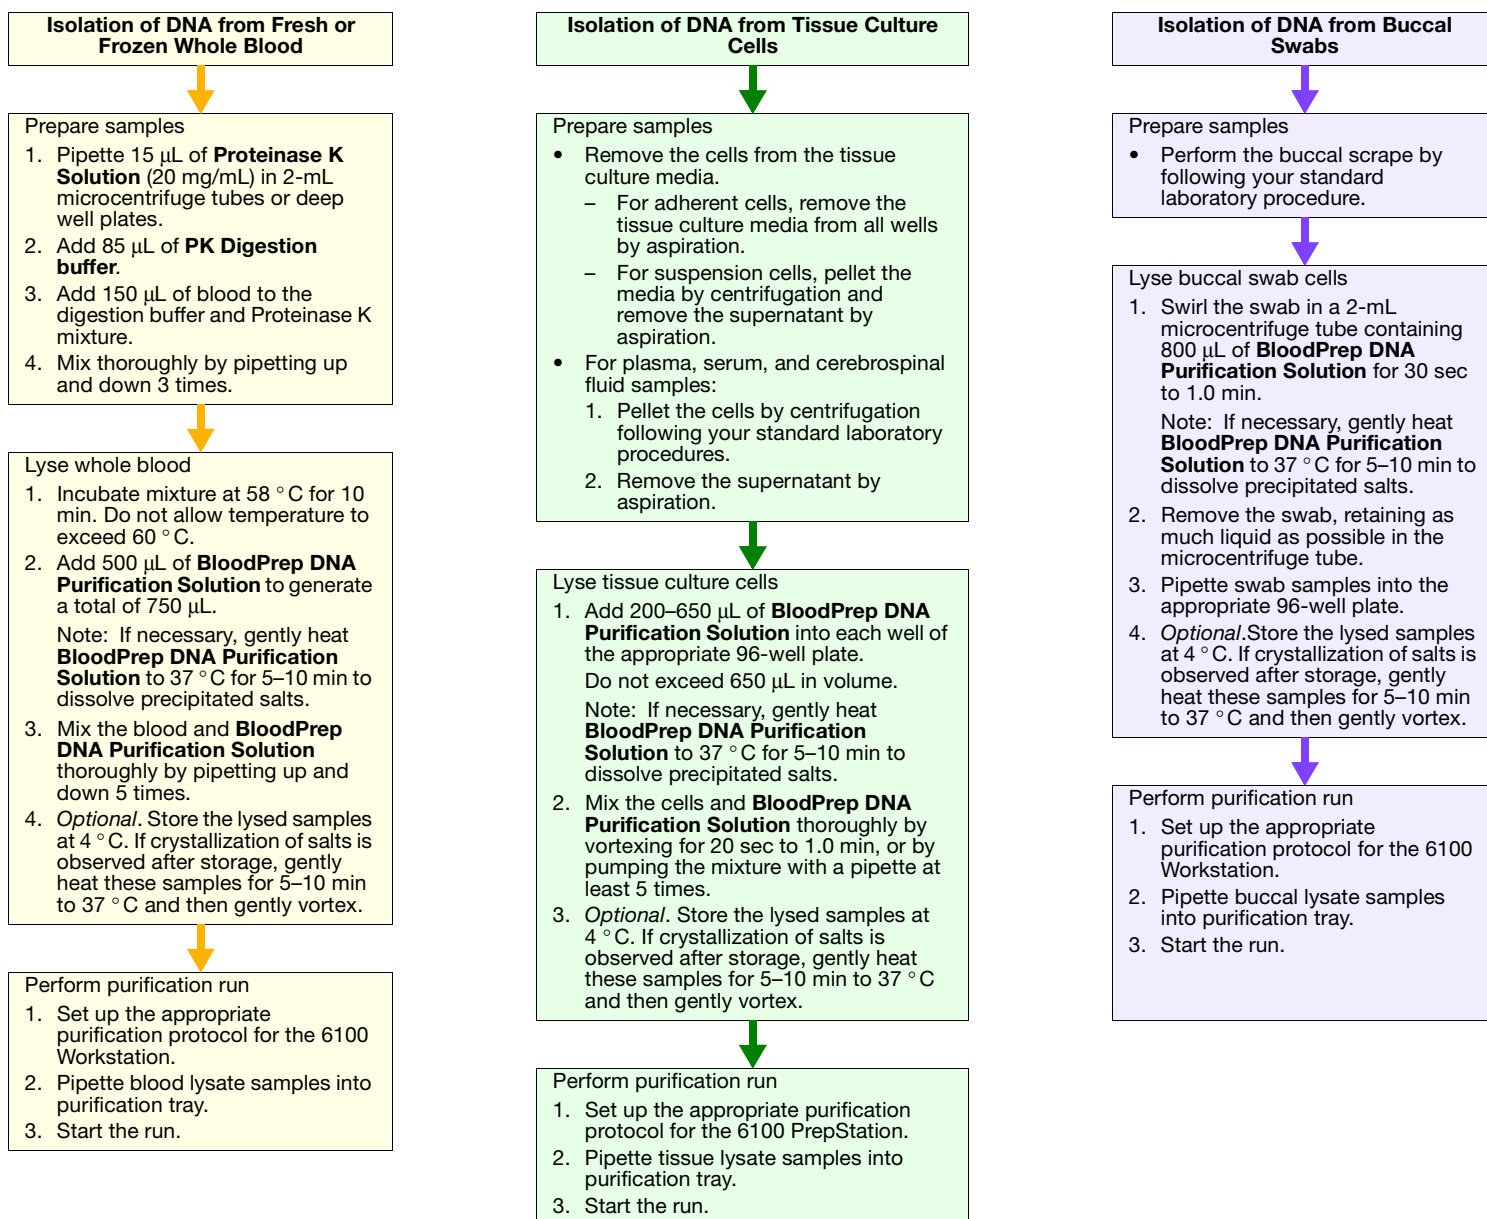 Isolation of DNA from Fresh or
Frozen Whole Blood
Prepare samples
1. Pipette 15 µL of Proteinase K
Solution (20 mg/mL) in 2-mL
microcentrifuge tubes or deep
well plates.
2. Add 85 µL of PK Digestion
buffer.
3. Add 150 µL of blood to the
digestion buffer and Proteinase K
mixture.
4. Mix thoroughly by pipetting up
and down 3 times.
Lyse whole blood
1. Incubate mixture at 58 °C for 10
min. Do not allow temperature to
exceed 60 °C.
2. Add 500 µL of BloodPrep DNA
Purification Solution to generate
a total of 750 µL.
Note: If necessary, gently heat
BloodPrep DNA Purification
Solution to 37 °C for 5–10 min to
dissolve precipitated salts.
3. Mix the blood and BloodPrep
DNA Purification Solution
thoroughly by pipetting up and
down 5 times.
4. Optional. Store the lysed samples
at 4 °C. If crystallization of salts is
observed after storage, gently
heat these samples for 5–10 min
to 37 °C and then gently vortex.
Perform purification run
1. Set up the appropriate
purification protocol for the 6100
Workstation.
2. Pipette blood lysate samples into
purification tray.
3. Start the run.
Isolation of DNA from Tissue Culture
Cells
Prepare samples
• Remove the cells from the tissue
culture media.
– For adherent cells, remove the
tissue culture media from all wells
by aspiration.
– For suspension cells, pellet the
media by centrifugation and
remove the supernatant by
aspiration.
• For plasma, serum, and cerebrospinal
fluid samples:
1. Pellet the cells by centrifugation
following your standard laboratory
procedures.
2. Remove the supernatant by
aspiration.
Lyse tissue culture cells
1. Add 200–650 µL of BloodPrep DNA
Purification Solution into each well of
the appropriate 96-well plate.
Do not exceed 650 µL in volume.
Note: If necessary, gently heat
BloodPrep DNA Purification
Solution to 37 °C for 5–10 min to
dissolve precipitated salts.
2. Mix the cells and BloodPrep DNA
Purification Solution thoroughly by
vortexing for 20 sec to 1.0 min, or by
pumping the mixture with a pipette at
least 5 times.
3. Optional. Store the lysed samples at
4 °C. If crystallization of salts is
observed after storage, gently heat
these samples for 5–10 min to 37 °C
and then gently vortex.
Perform purification run
1. Set up the appropriate purification
protocol for the 6100 PrepStation.
2. Pipette tissue lysate samples into
purification tray.
3. Start the run.
Isolation of DNA from Buccal
Swabs
Prepare samples
• Perform the buccal scrape by
following your standard
laboratory procedure.
Lyse buccal swab cells
1. Swirl the swab in a 2-mL
microcentrifuge tube containing
800 µL of BloodPrep DNA
Purification Solution for 30 sec
to 1.0 min.
Note: If necessary, gently heat
BloodPrep DNA Purification
Solution to 37 °C for 5–10 min to
dissolve precipitated salts.
2. Remove the swab, retaining as
much liquid as possible in the
microcentrifuge tube.
3. Pipette swab samples into the
appropriate 96-well plate.
4. Optional.Store the lysed samples
at 4 °C. If crystallization of salts is
observed after storage, gently
heat these samples for 5–10 min
to 37 °C and then gently vortex.
Perform purification run
1. Set up the appropriate
purification protocol for the 6100
Workstation.
2. Pipette buccal lysate samples
into purification tray.
3. Start the run.